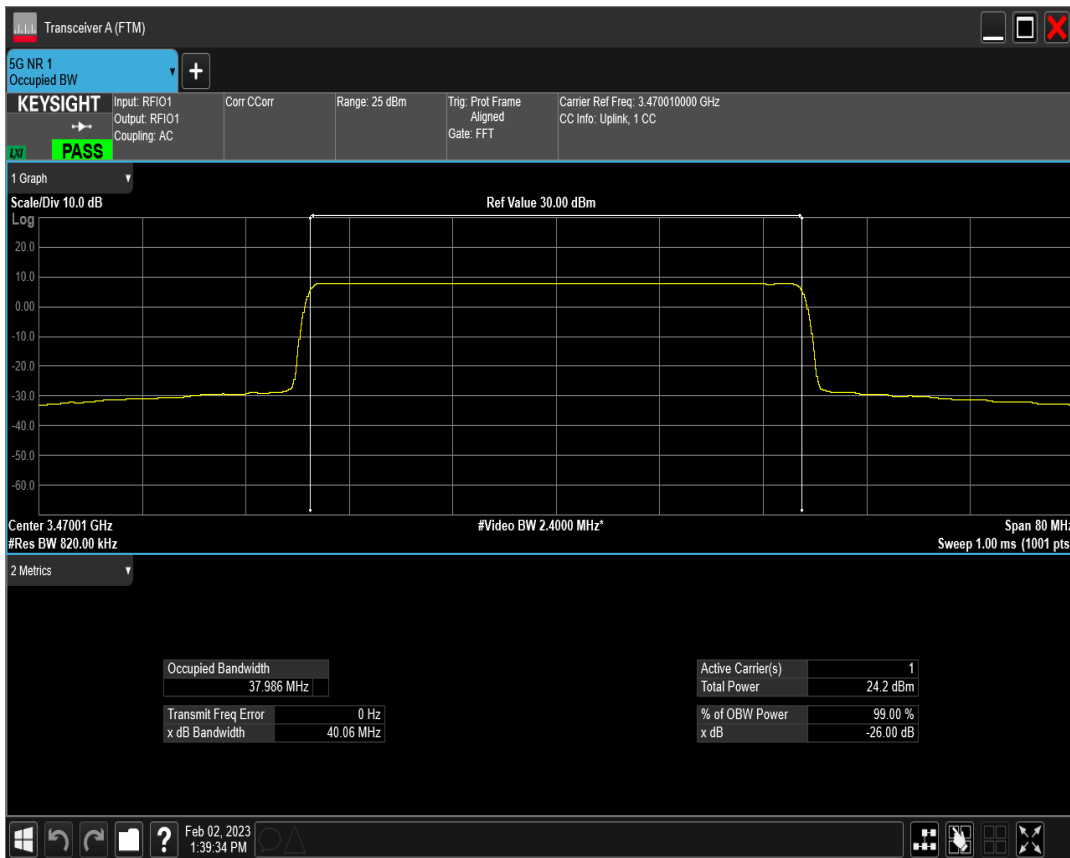 Transceiver A (FTM)
5G NR 1
Occupied BW
+
KEYSIGHT
LXI
PASS
Input: RFIO1
Output: RFIO1
Coupling: AC
Corr CCorr
Range: 25 dBm
Trig: Prot Frame
Aligned
Gate: FFT
Carrier Ref Freq: 3.470010000 GHz
CC Info: Uplink, 1 CC
1 Graph
Scale/Div 10.0 dB
Ref Value 30.00 dBm
Log
20.0
10.0
0.00
-10.0
-20.0
-30.0
-40.0
-50.0
-60.0
Center 3.47001 GHz
#Video BW 2.4000 MHz*
Span 80 MHz
#Res BW 820.00 kHz
Sweep 1.00 ms (1001 pts
2 Metrics
Occupied Bandwidth
37.986 MHz
Transmit Freq Error 0 Hz
x dB Bandwidth 40.06 MHz
Active Carrier(s) 1
Total Power 24.2 dBm
% of OBW Power 99.00 %
x dB -26.00 dB
?
Feb 02, 2023
1:39:34 PM